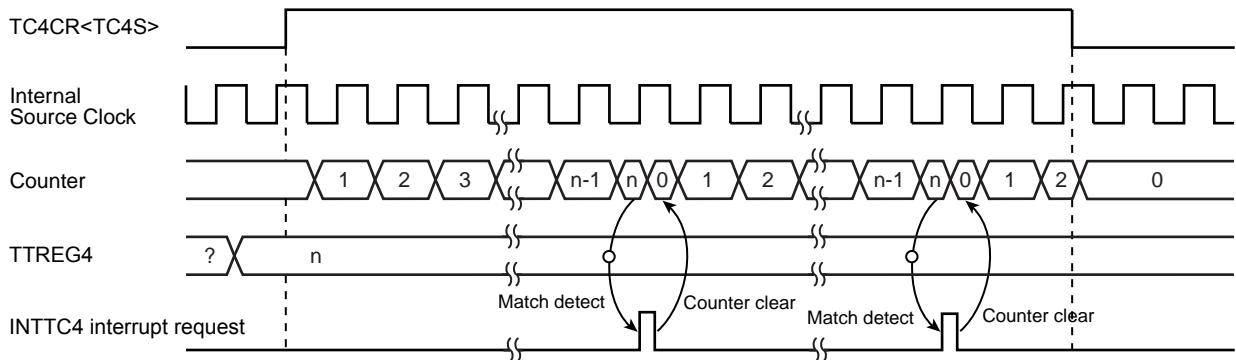 TC4CR<TC4S>
Internal
Source Clock
Counter
1 2 3 n-1 n 0 1 2 n-1 n 0 1 2 0
TTREG4
? n
Match detect Counter clear Match detect Counter clear
INTTC4 interrupt request